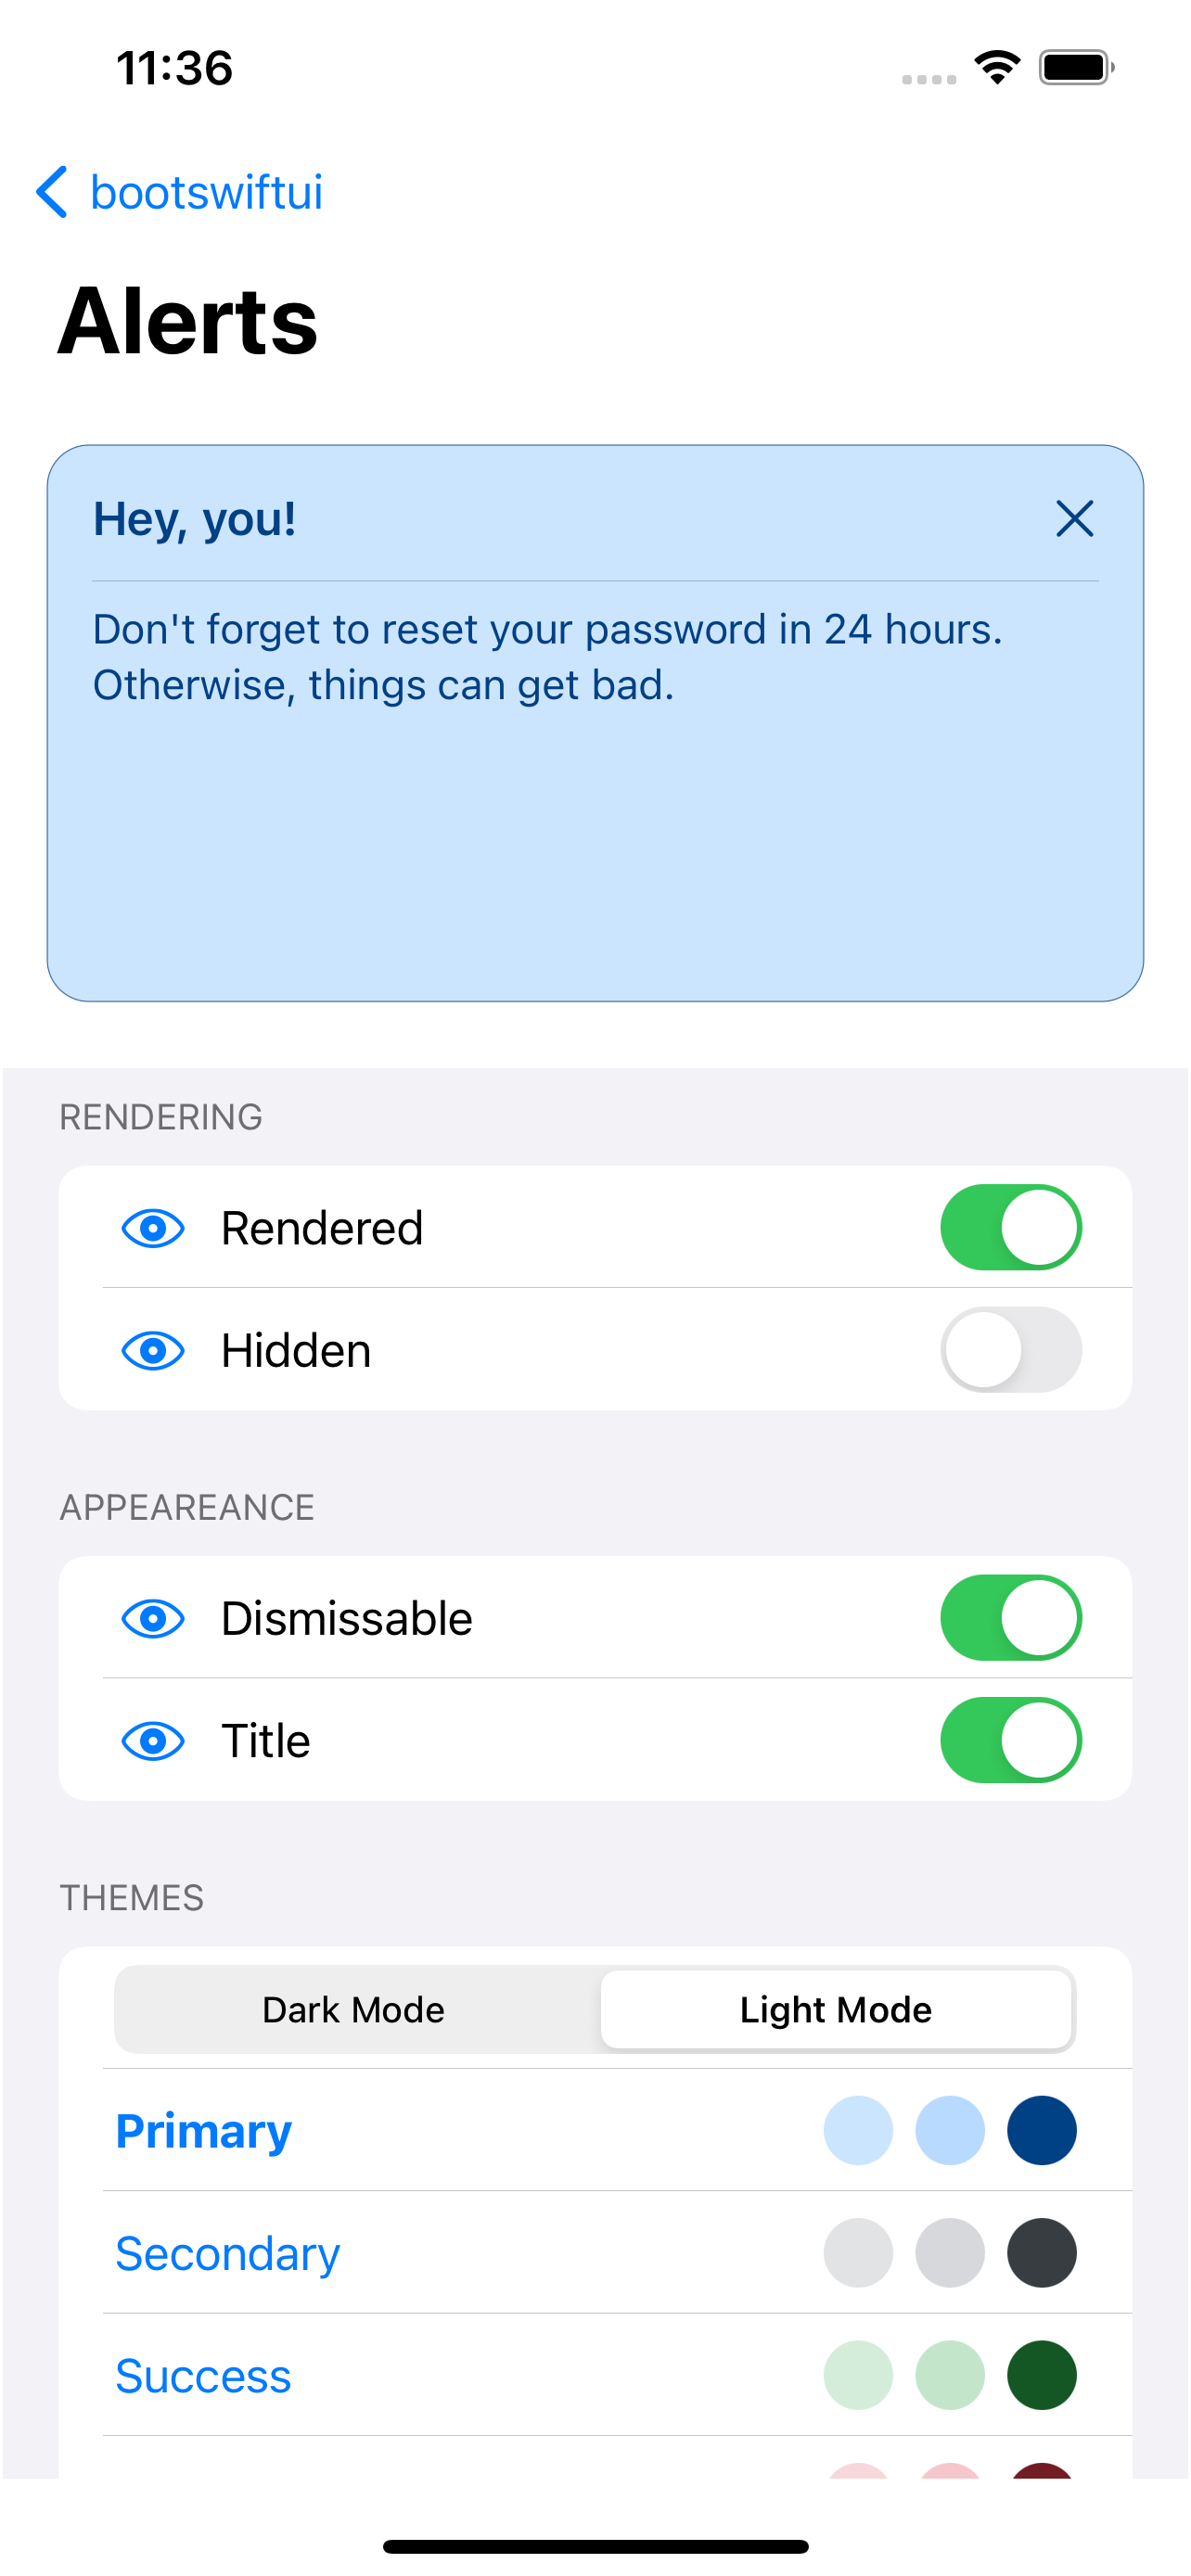 11:36
bootswiftui
Alerts
Hey, you!
Don't forget to reset your password in 24 hours.
Otherwise, things can get bad.
RENDERING
Rendered
Hidden
APPEAREANCE
Dismissable
Title
THEMES
Dark Mode
Light Mode
Primary
Secondary
Success